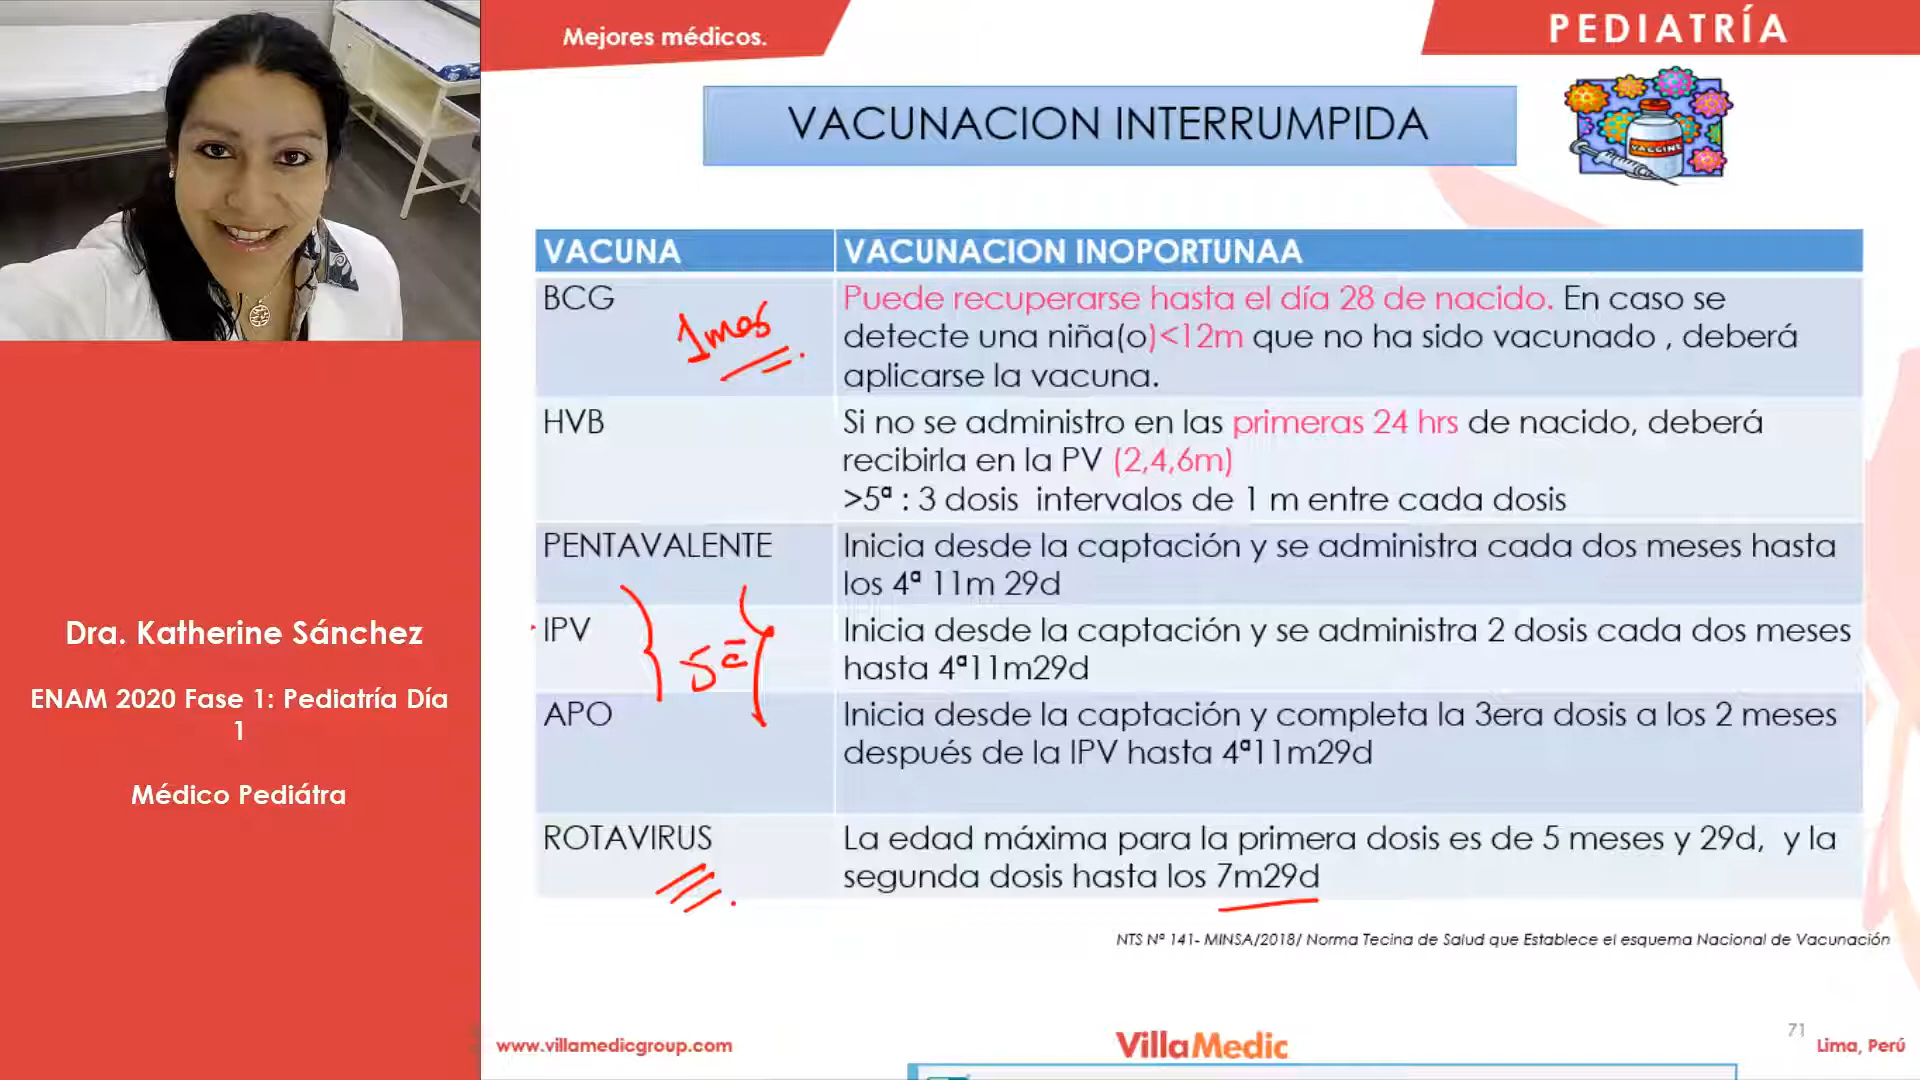 Mejores médicos.
PEDIATRÍA
VACUNACION INTERRUMPIDA
VACCINE
VACUNA
VACUNACION INOPORTUNAA
BCG
1mes
Puede recuperarse hasta el día 28 de nacido. En caso se
detecte una niña(o)<12m que no ha sido vacunado , deberá
aplicarse la vacuna.
HVB
Si no se administro en las primeras 24 hrs de nacido, deberá
recibirla en la PV (2,4,6m)
>5ª : 3 dosis intervalos de 1 m entre cada dosis
PENTAVALENTE
Inicia desde la captación y se administra cada dos meses hasta
los 4ª 11m 29d
IPV
Inicia desde la captación y se administra 2 dosis cada dos meses
hasta 4ª11m29d
APO
Inicia desde la captación y completa la 3era dosis a los 2 meses
después de la IPV hasta 4ª11m29d
ROTAVIRUS
La edad máxima para la primera dosis es de 5 meses y 29d, y la
segunda dosis hasta los 7m29d
NTS Nº 141- MINSA/2018/ Norma Tecina de Salud que Establece el esquema Nacional de Vacunación
Dra. Katherine Sánchez
ENAM 2020 Fase 1: Pediatría Día
1
Médico Pediátra
www.villamedicgroup.com
VillaMedic
71
Lima, Perú